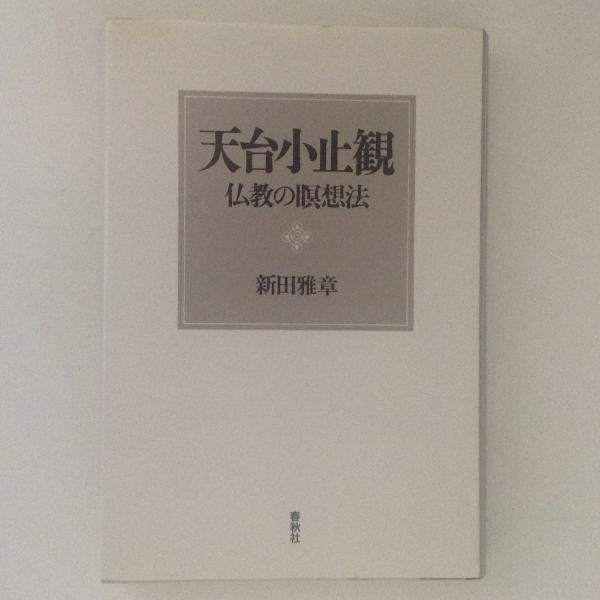 天台小止観
仏教の瞑想法
新田雅章
春秋社